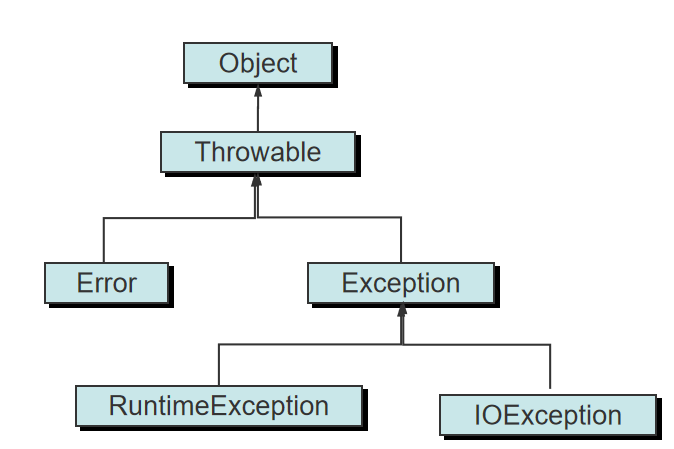 Object
Throwable
Error
Exception
RuntimeException
IOException